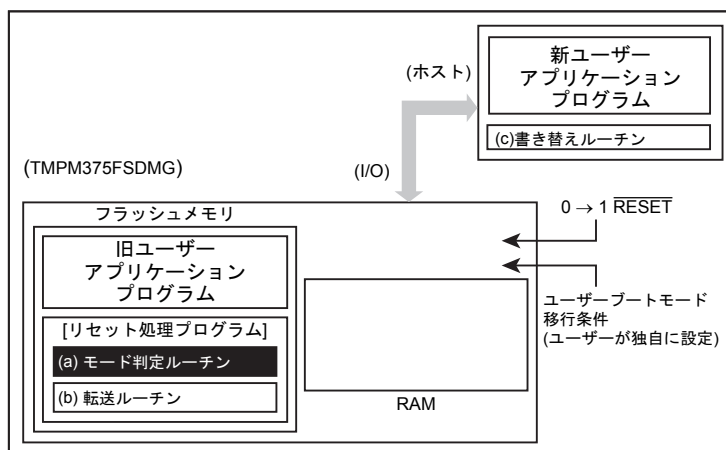 (ホスト)
新ユーザー
アプリケーション
プログラム
(c)書き替えルーチン
(TMPM375FSDMG)
(I/O)
フラッシュメモリ
旧ユーザー
アプリケーション
プログラム
[リセット処理プログラム]
(a) モード判定ルーチン
(b) 転送ルーチン
RAM
0 → 1 RESET
ユーザーブートモード
移行条件
(ユーザーが独自に設定)